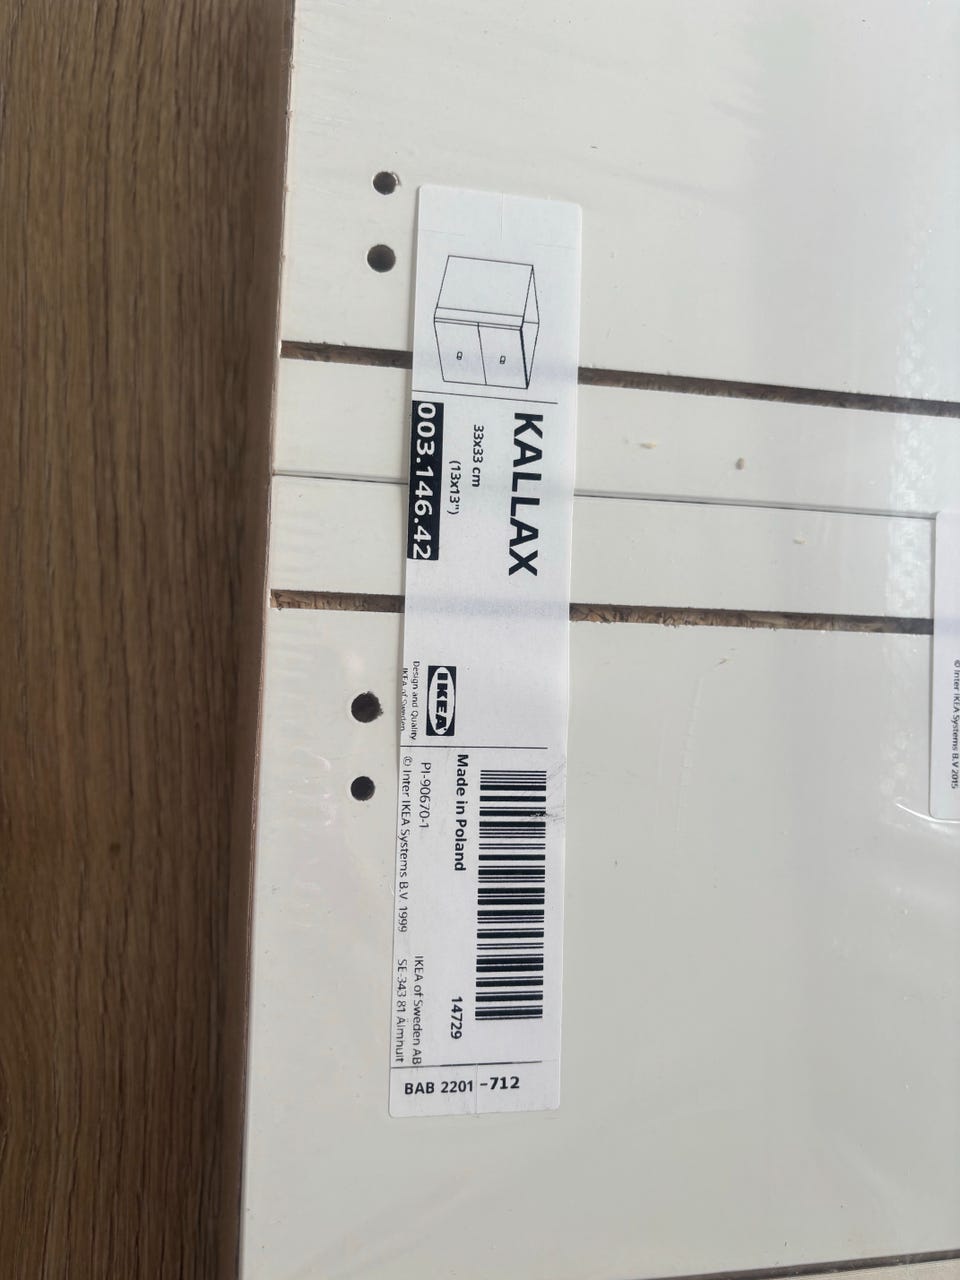 KALLAX
33x33 cm
(13x13")
003.146.42
IKEA
Design and Quality
IKEA of Sweden
Made in Poland
14729
PI-90670-1
© Inter IKEA Systems B.V. 1999
IKEA of Sweden AB
SE-343 81 Älmhult
BAB 2201 -712
© Inter IKEA Systems B.V 2015